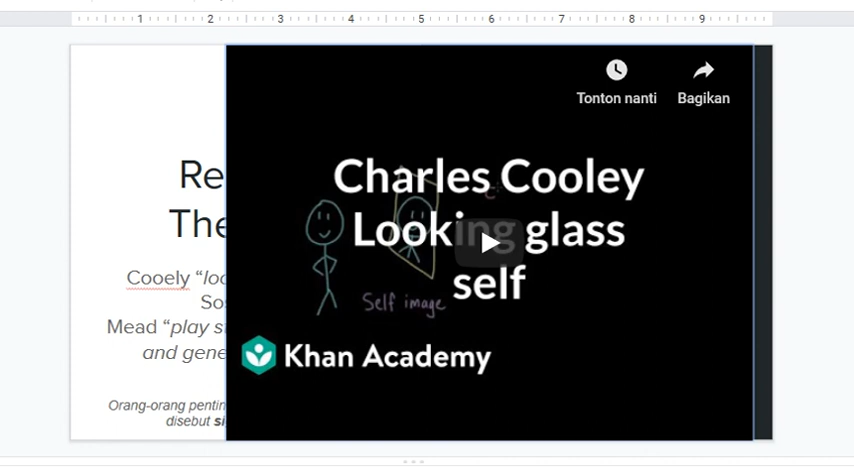 1 2 3 4 5 6 7 8 9
Re
The
Cooely “loo
Sos
Mead “play s
and gene
Orang-orang pentin
disebut si
Tonton nanti Bagikan
Charles Cooley
Looking glass
self
Self image
Khan Academy